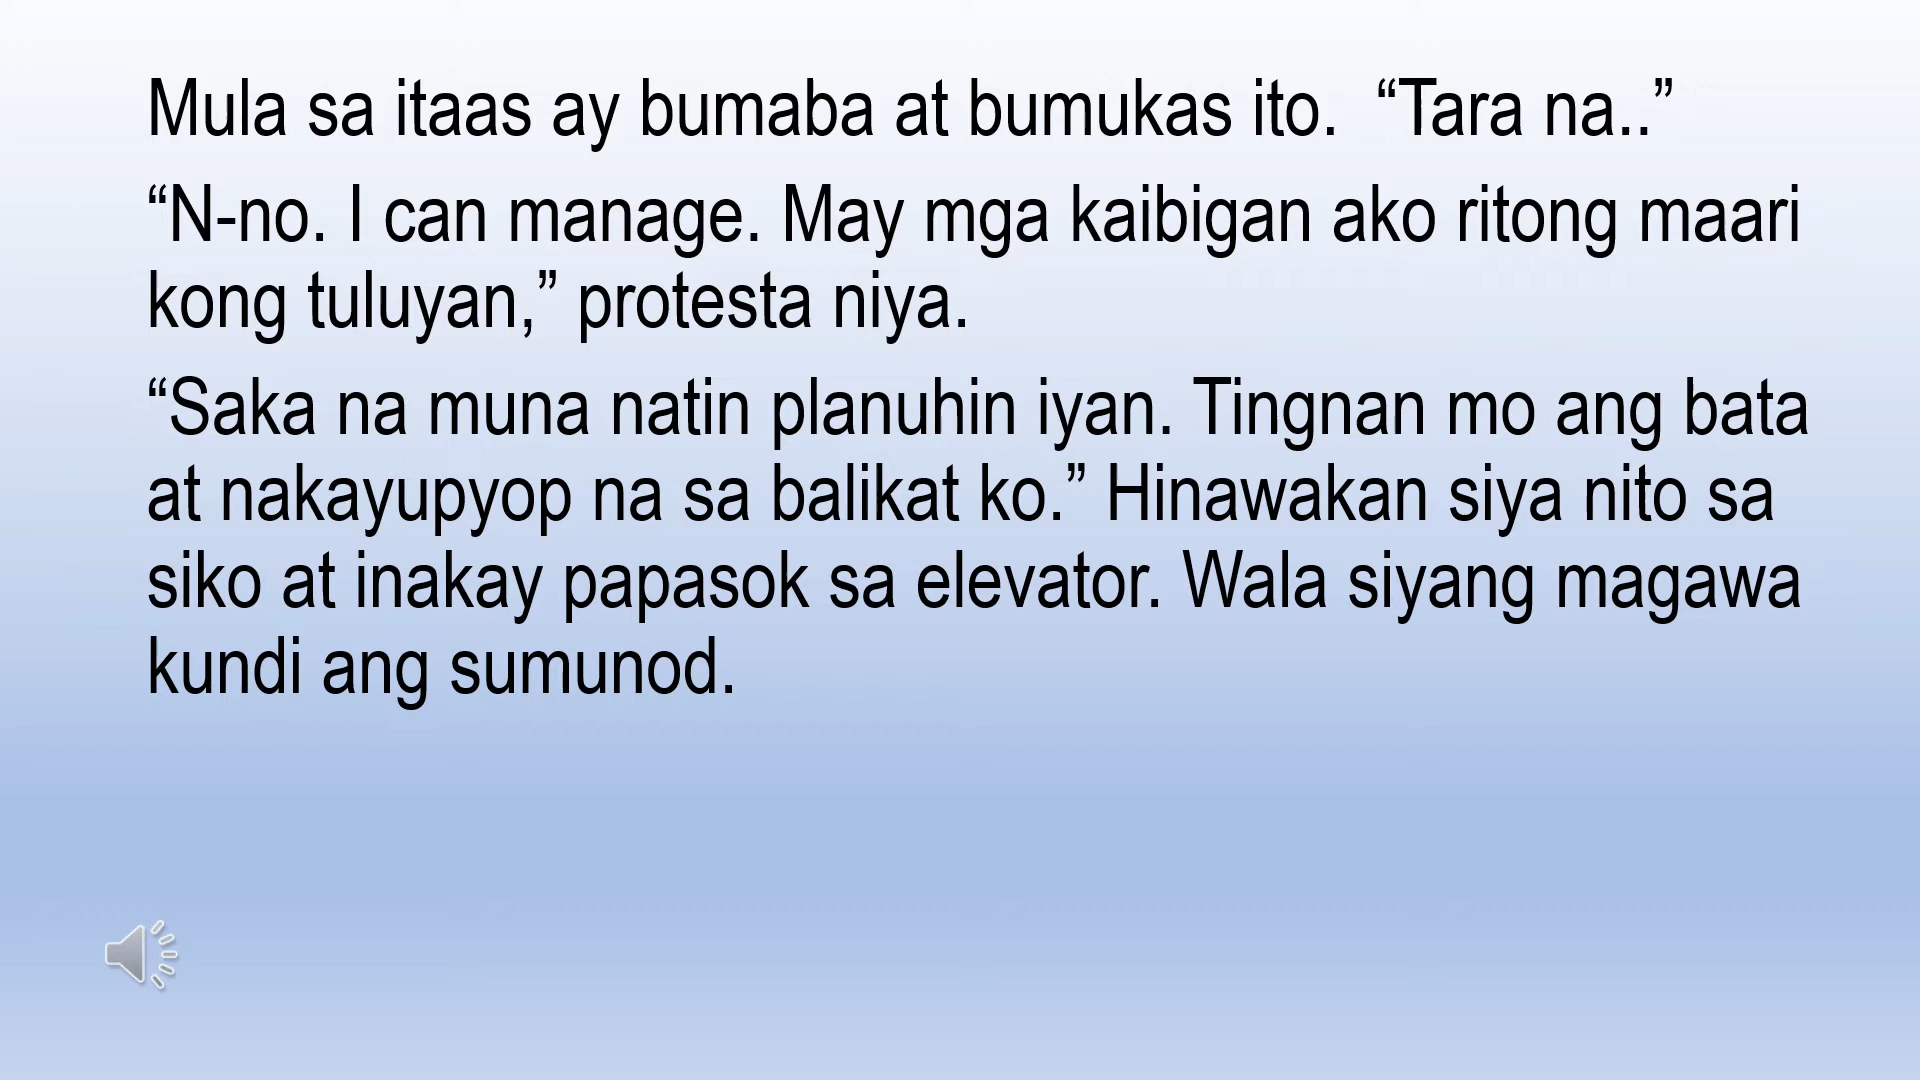 Mula sa itaas ay bumaba at bumukas ito.  “Tara na..”
“N-no. I can manage. May mga kaibigan ako ritong maari
kong tuluyan,” protesta niya.
“Saka na muna natin planuhin iyan. Tingnan mo ang bata
at nakayupyop na sa balikat ko.” Hinawakan siya nito sa
siko at inakay papasok sa elevator. Wala siyang magawa
kundi ang sumunod.